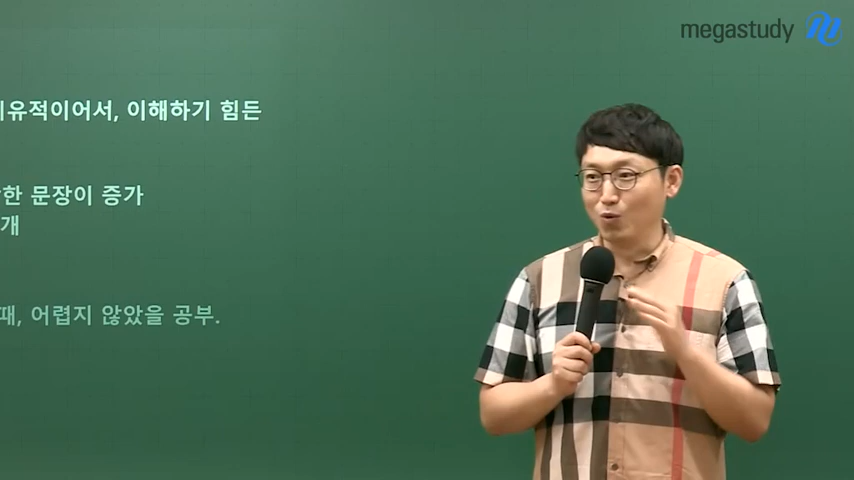 megastudy
유적이어서, 이해하기 힘든
한 문장이 증가
개
때, 어렵지 않았을 공부.